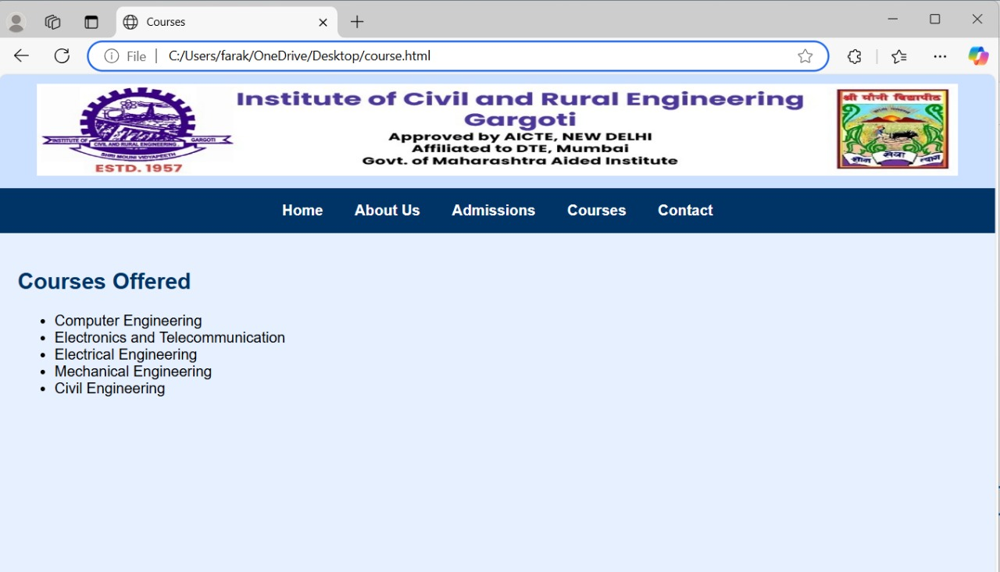 Courses
File
C:/Users/farak/OneDrive/Desktop/course.html
INSTITUTE OF
CIVIL AND RURAL ENGINEERING.
GARGOTI
SHRI MOUNI VIDYAPEETH
ESTD. 1957
Institute of Civil and Rural Engineering
Gargoti
Approved by AICTE, NEW DELHI
Affiliated to DTE, Mumbai
Govt. of Maharashtra Aided Institute
श्री मौनी विद्यापीठ
सेवा
त्याग
Home
About Us
Admissions
Courses
Contact
Courses Offered
• Computer Engineering
• Electronics and Telecommunication
• Electrical Engineering
• Mechanical Engineering
• Civil Engineering